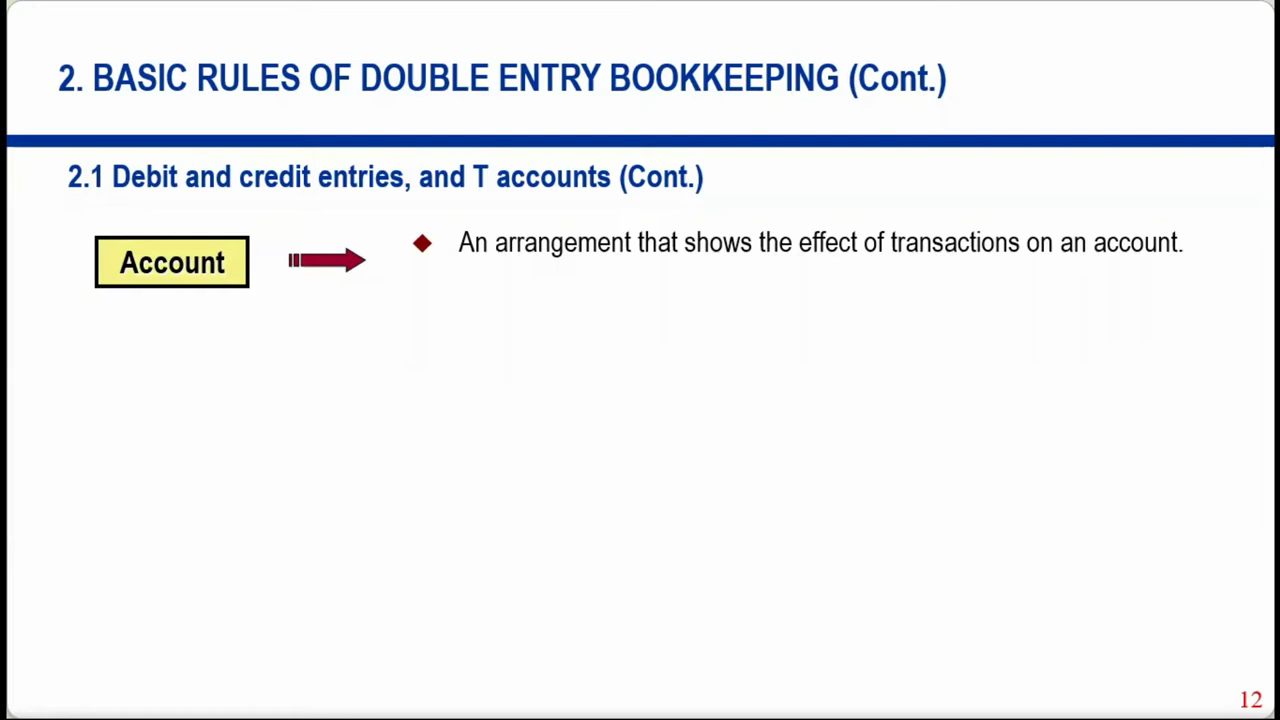 2. BASIC RULES OF DOUBLE ENTRY BOOKKEEPING (Cont.)
2.1 Debit and credit entries, and T accounts (Cont.)
Account
An arrangement that shows the effect of transactions on an account.
12